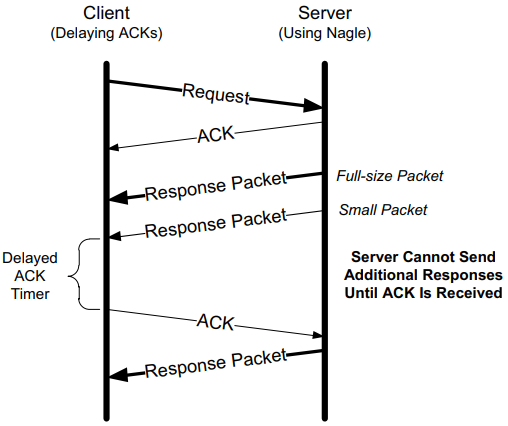 Client
(Delaying ACKs)
Server
(Using Nagle)
Request
ACK
Response Packet
Full-size Packet
Response Packet
Small Packet
Delayed
ACK
Timer
Server Cannot Send
Additional Responses
Until ACK Is Received
ACK
Response Packet